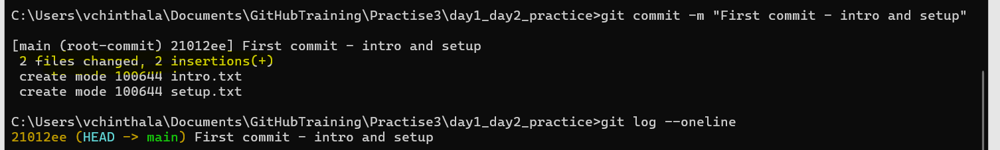 C:\Users\vchinthala\Documents\GitHubTraining\Practise3\day1_day2_practice>git commit -m "First commit - intro and setup"
[main (root-commit) 21012ee] First commit - intro and setup
 2 files changed, 2 insertions(+)
 create mode 100644 intro.txt
 create mode 100644 setup.txt
C:\Users\vchinthala\Documents\GitHubTraining\Practise3\day1_day2_practice>git log --oneline
21012ee (HEAD -> main) First commit - intro and setup